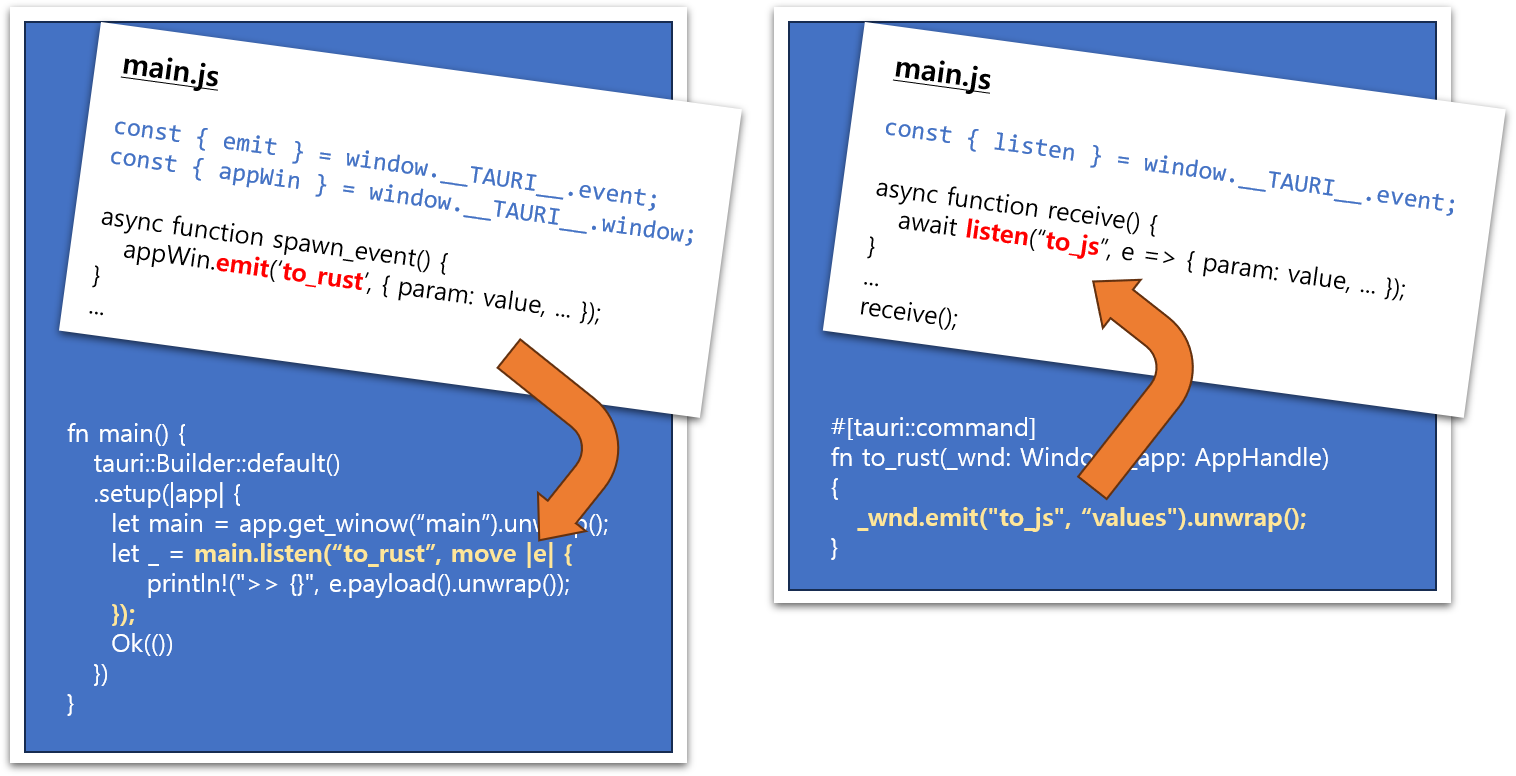 main.js
const { emit } = window.__TAURI__.event;
const { appWin } = window.__TAURI__.window;
async function spawn_event() {
appWin.emit(‘to_rust‘, { param: value, ... });
}
...
fn main() {
tauri::Builder::default()
.setup(|app| {
let main = app.get_winow(“main”).unw p();
let _ = main.listen(“to_rust”, move |e| {
println!(">> {}", e.payload().unwrap());
});
Ok(())
})
}
main.js
const { listen } = window.__TAURI__.event;
async function receive() {
await listen(“to_js”, e => { param: value, ... });
}
...
receive();
#[tauri::command]
fn to_rust(_wnd: Windo _app: AppHandle)
{
_wnd.emit("to_js", “values").unwrap();
}